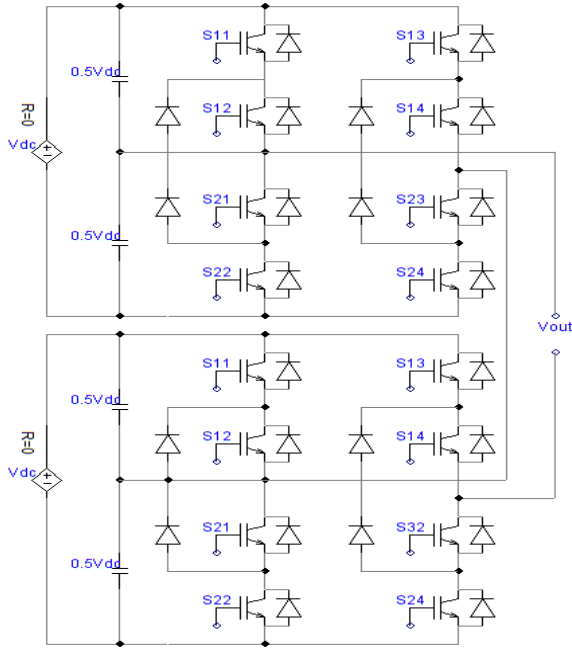 S11
S13
0.5Vdc
S12
S14
R=0
Vdc
S21
S23
0.5Vdc
S22
S24
Vout
S11
S13
0.5Vdc
S12
S14
R=0
Vdc
S21
S32
0.5Vdc
S22
S24